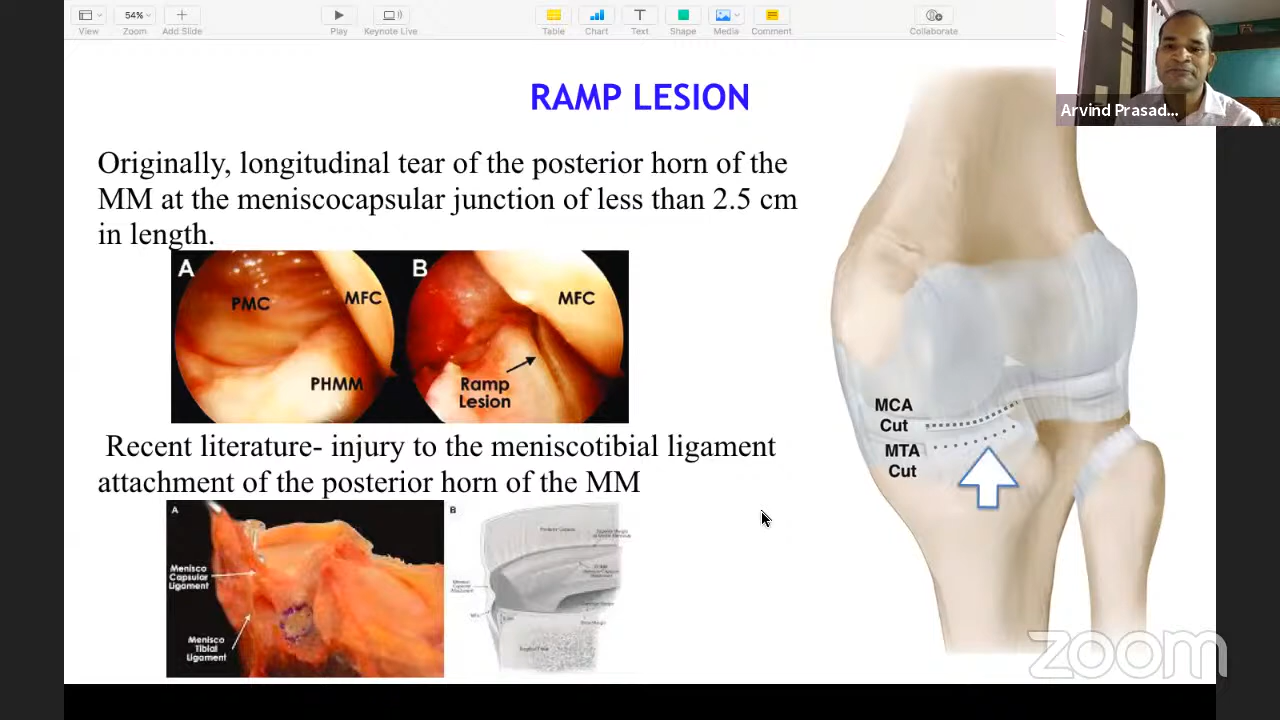 54%
View
Zoom
Add Slide
Play
Keynote Live
Table
Chart
Text
Shape
Media
Comment
Collaborate
Arvind Prasad...
RAMP LESION
Originally, longitudinal tear of the posterior horn of the
MM at the meniscocapsular junction of less than 2.5 cm
in length.
A
PMC
MFC
PHMM
B
MFC
Ramp
Lesion
MCA
Cut
MTA
Cut
Recent literature- injury to the meniscotibial ligament
attachment of the posterior horn of the MM
A
Menisco
Capsular
Ligament
Menisco
Tibial
Ligament
B
Posterior Capsule
zoom